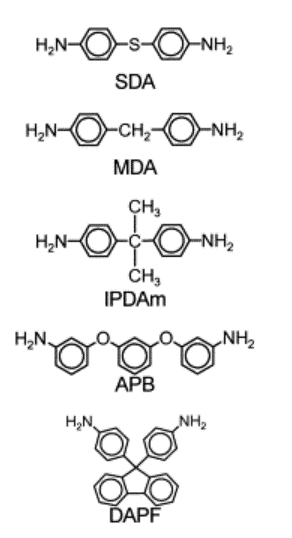 H₂N S NH₂
SDA
H₂N CH₂ NH₂
MDA
CH₃
H₂N C NH₂
CH₃
IPDAm
H₂N O O NH₂
APB
H₂N NH₂
DAPF